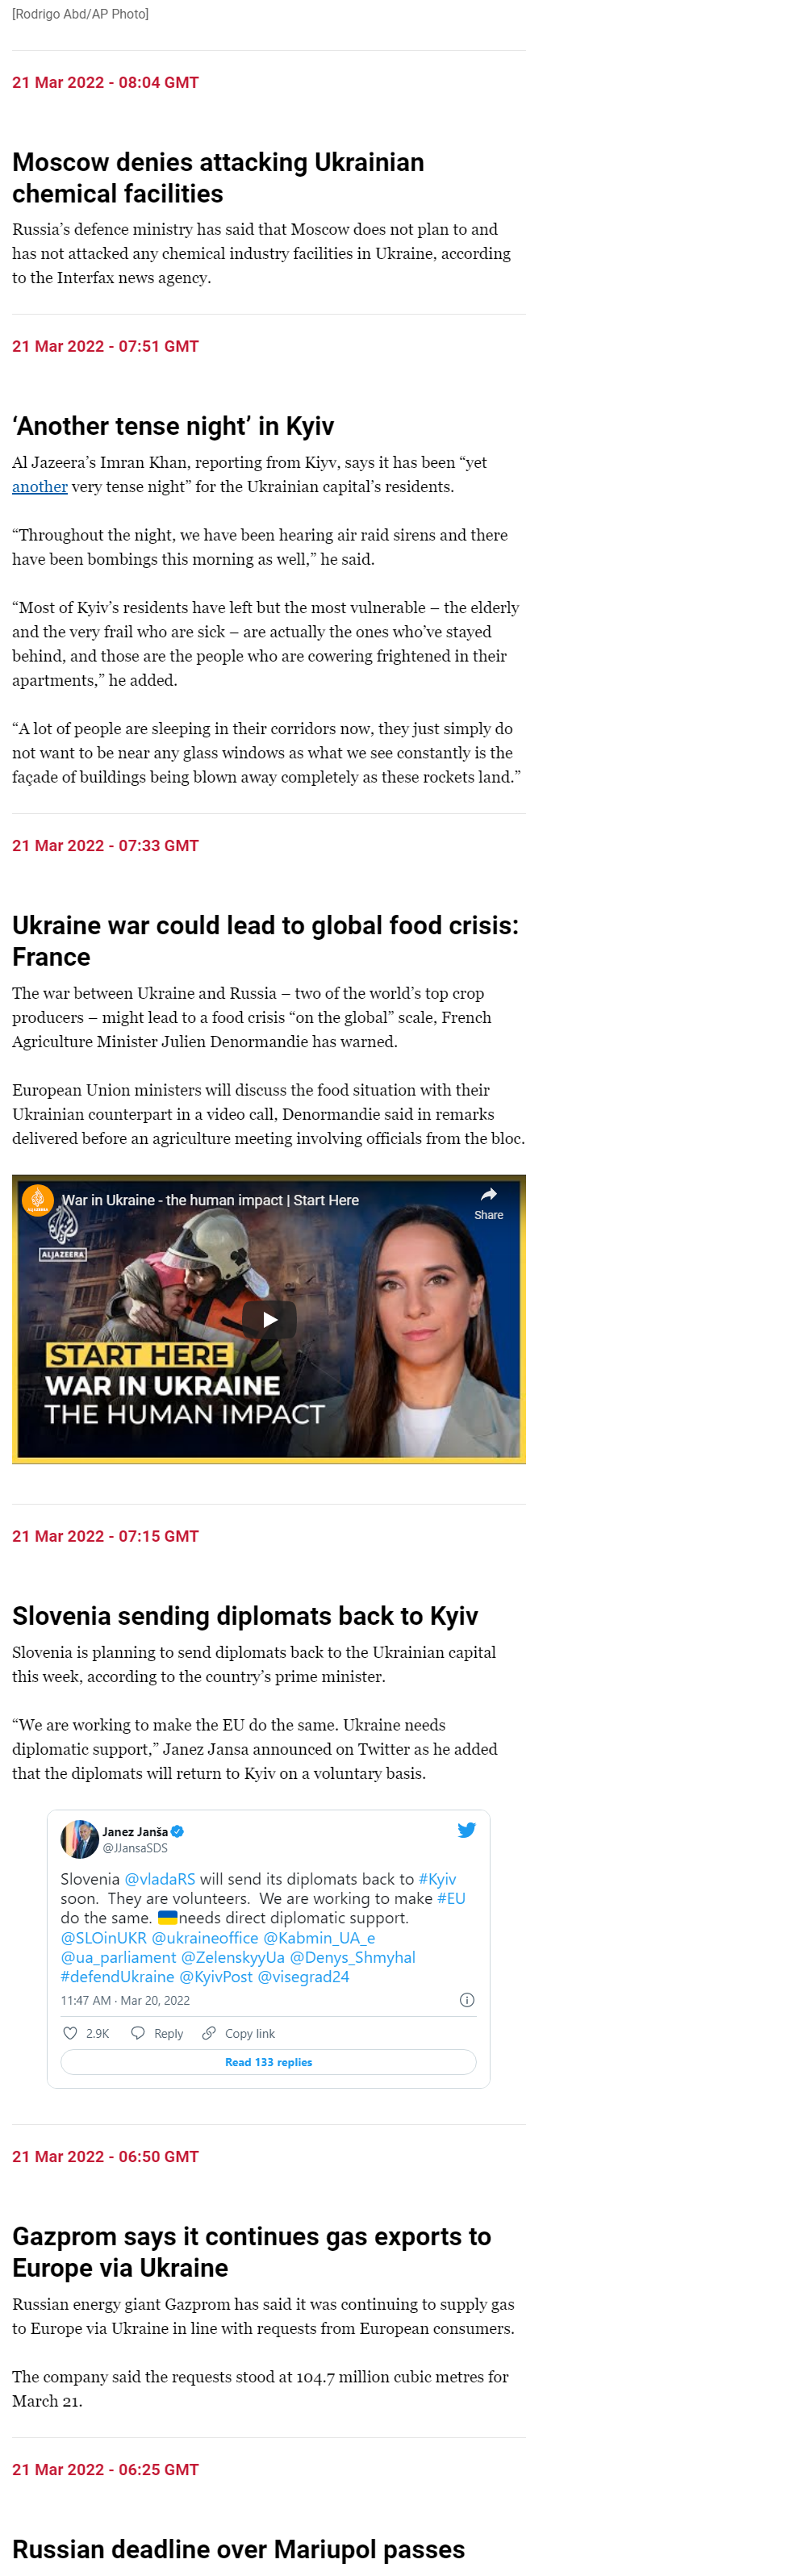 [Rodrigo Abd/AP Photo]
21 Mar 2022 - 08:04 GMT
Moscow denies attacking Ukrainian
chemical facilities
Russia’s defence ministry has said that Moscow does not plan to and
has not attacked any chemical industry facilities in Ukraine, according
to the Interfax news agency.
21 Mar 2022 - 07:51 GMT
‘Another tense night’ in Kyiv
Al Jazeera’s Imran Khan, reporting from Kiyv, says it has been “yet
another very tense night” for the Ukrainian capital’s residents.
“Throughout the night, we have been hearing air raid sirens and there
have been bombings this morning as well,” he said.
“Most of Kyiv’s residents have left but the most vulnerable – the elderly
and the very frail who are sick – are actually the ones who’ve stayed
behind, and those are the people who are cowering frightened in their
apartments,” he added.
“A lot of people are sleeping in their corridors now, they just simply do
not want to be near any glass windows as what we see constantly is the
façade of buildings being blown away completely as these rockets land.”
21 Mar 2022 - 07:33 GMT
Ukraine war could lead to global food crisis:
France
The war between Ukraine and Russia – two of the world’s top crop
producers – might lead to a food crisis “on the global” scale, French
Agriculture Minister Julien Denormandie has warned.
European Union ministers will discuss the food situation with their
Ukrainian counterpart in a video call, Denormandie said in remarks
delivered before an agriculture meeting involving officials from the bloc.
War in Ukraine - the human impact | Start Here
Share
ALJAZEERA
START HERE
WAR IN UKRAINE
THE HUMAN IMPACT
21 Mar 2022 - 07:15 GMT
Slovenia sending diplomats back to Kyiv
Slovenia is planning to send diplomats back to the Ukrainian capital
this week, according to the country’s prime minister.
“We are working to make the EU do the same. Ukraine needs
diplomatic support,” Janez Jansa announced on Twitter as he added
that the diplomats will return to Kyiv on a voluntary basis.
Janez Janša
@JJansaSDS
Slovenia @vladaRS will send its diplomats back to #Kyiv
soon. They are volunteers. We are working to make #EU
do the same. 🇺🇦needs direct diplomatic support.
@SLOinUKR @ukraineoffice @Kabmin_UA_e
@ua_parliament @ZelenskyyUa @Denys_Shmyhal
#defendUkraine @KyivPost @visegrad24
11:47 AM · Mar 20, 2022
2.9K Reply Copy link
Read 133 replies
21 Mar 2022 - 06:50 GMT
Gazprom says it continues gas exports to
Europe via Ukraine
Russian energy giant Gazprom has said it was continuing to supply gas
to Europe via Ukraine in line with requests from European consumers.
The company said the requests stood at 104.7 million cubic metres for
March 21.
21 Mar 2022 - 06:25 GMT
Russian deadline over Mariupol passes